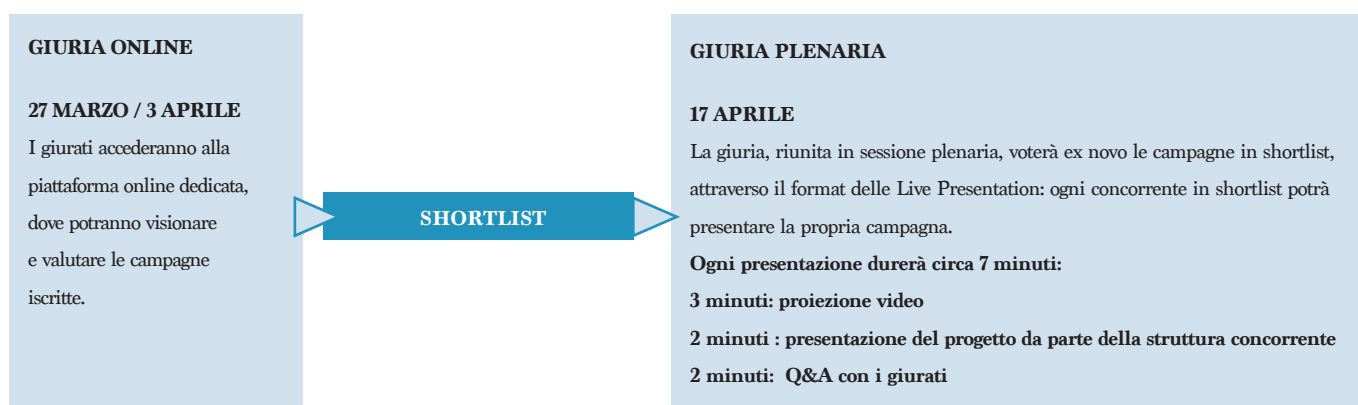 GIURIA ONLINE
27 MARZO / 3 APRILE
I giurati accederanno alla
piattaforma online dedicata,
dove potranno visionare
e valutare le campagne
iscritte.
SHORTLIST
GIURIA PLENARIA
17 APRILE
La giuria, riunita in sessione plenaria, voterà ex novo le campagne in shortlist,
attraverso il format delle Live Presentation: ogni concorrente in shortlist potrà
presentare la propria campagna.
Ogni presentazione durerà circa 7 minuti:
3 minuti: proiezione video
2 minuti : presentazione del progetto da parte della struttura concorrente
2 minuti:  Q&A con i giurati